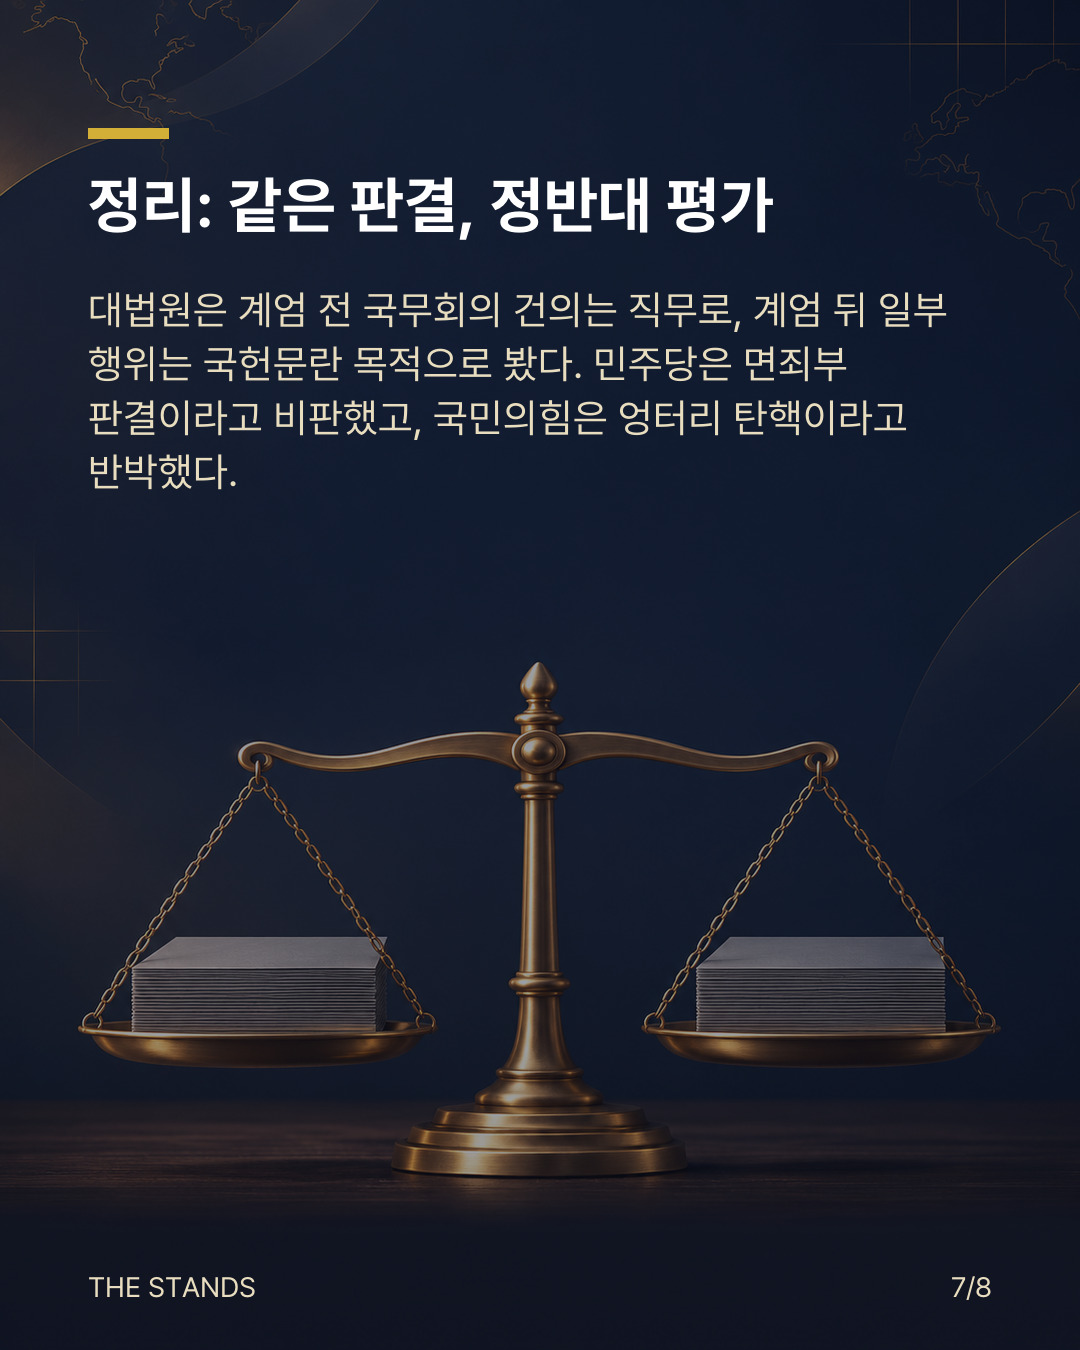 정리: 같은 판결, 정반대 평가
대법원은 계엄 전 국무회의 건의는 직무로, 계엄 뒤 일부
행위는 국헌문란 목적으로 봤다. 민주당은 면죄부
판결이라고 비판했고, 국민의힘은 엉터리 탄핵이라고
반박했다.
THE STANDS
7/8